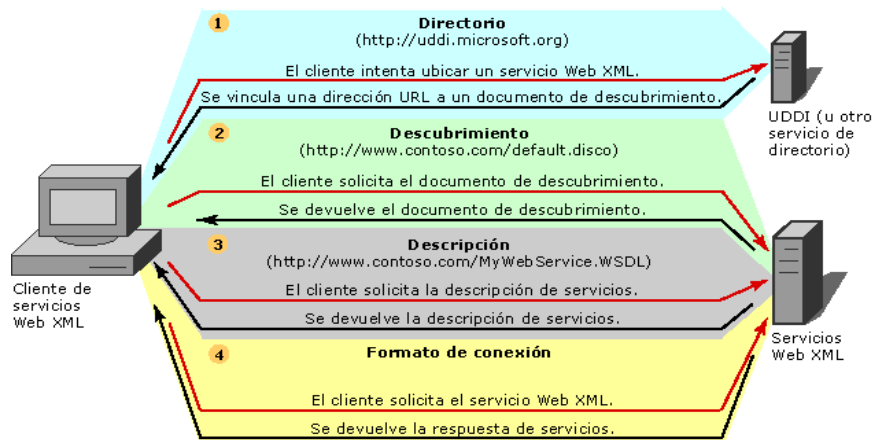 1
Directorio
(http://uddi.microsoft.org)
El cliente intenta ubicar un servicio Web XML.
Se vincula una dirección URL a un documento de descubrimiento.
UDDI (u otro
servicio de
directorio)
2
Descubrimiento
(http://www.contoso.com/default.disco)
El cliente solicita el documento de descubrimiento.
Se devuelve el documento de descubrimiento.
3
Descripción
(http://www.contoso.com/MyWebService.WSDL)
El cliente solicita la descripción de servicios.
Se devuelve la descripción de servicios.
Cliente de
servicios
Web XML
Servicios
Web XML
4
Formato de conexión
El cliente solicita el servicio Web XML.
Se devuelve la respuesta de servicios.